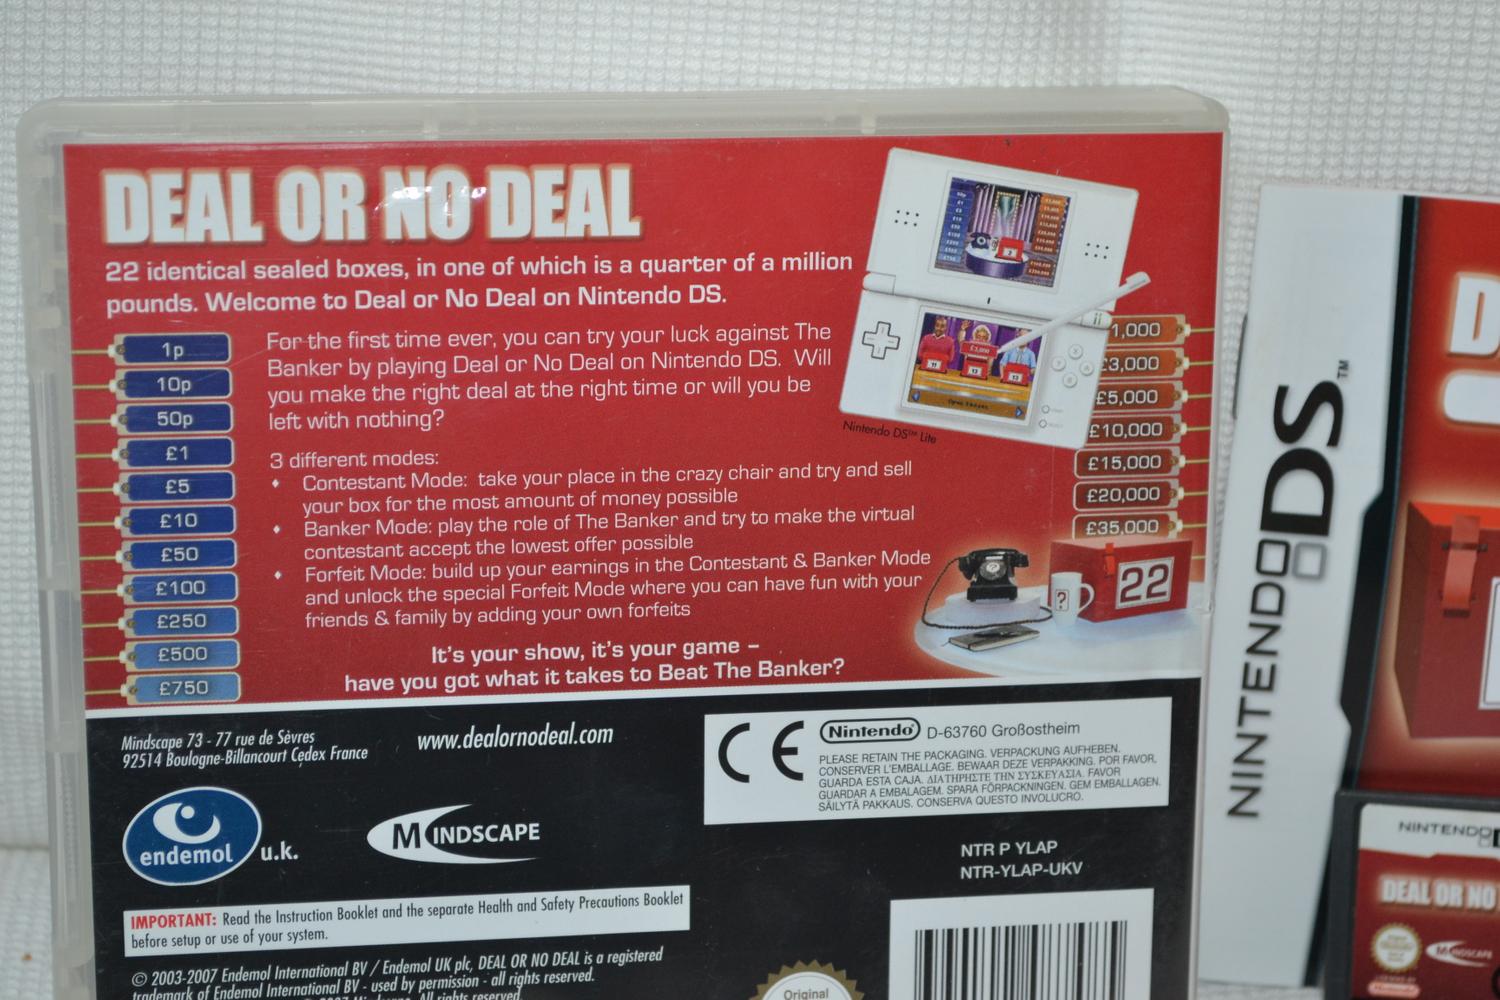 DEAL OR NO DEAL
22 identical sealed boxes, in one of which is a quarter of a million
pounds. Welcome to Deal or No Deal on Nintendo DS.
For the first time ever, you can try your luck against The
Banker by playing Deal or No Deal on Nintendo DS. Will
you make the right deal at the right time or will you be
left with nothing?
3 different modes:
• Contestant Mode: take your place in the crazy chair and try and sell
your box for the most amount of money possible
• Banker Mode: play the role of The Banker and try to make the virtual
contestant accept the lowest offer possible
• Forfeit Mode: build up your earnings in the Contestant & Banker Mode
and unlock the special Forfeit Mode where you can have fun with your
friends & family by adding your own forfeits
It's your show, it's your game –
have you got what it takes to Beat The Banker?
1p
10p
50p
£1
£5
£10
£50
£100
£250
£500
£750
Nintendo DS™ Lite
1,000
£3,000
£5,000
£10,000
£15,000
£20,000
£35,000
?
22
Mindscape 73 - 77 rue de Sèvres
92514 Boulogne-Billancourt Cedex France
www.dealornodeal.com
endemol u.k.
MINDSCAPE
CE
Nintendo D-63760 Großostheim
PLEASE RETAIN THE PACKAGING. VERPACKUNG AUFHEBEN.
CONSERVER L'EMBALLAGE. BEWAAR DEZE VERPAKKING. POR FAVOR,
GUARDA ESTA CAJA. ΔΙΑΤΗΡΗΣΤΕ ΤΗΝ ΣΥΣΚΕΥΑΣΙΑ. FAVOR
GUARDAR A EMBALAGEM. SPARA FÖRPACKNINGEN. GEM EMBALLAGEN.
SÄILYTÄ PAKKAUS. CONSERVA QUESTO INVOLUCRO.
NTR P YLAP
NTR-YLAP-UKV
IMPORTANT: Read the Instruction Booklet and the separate Health and Safety Precautions Booklet
before setup or use of your system.
© 2003-2007 Endemol International BV / Endemol UK plc, DEAL OR NO DEAL is a registered
trademark of Endemol International BV - used by permission - all rights reserved.
All rights reserved
Original
NINTENDO DS™
D
NINTENDO
DEAL OR NO
MINDSCAPE
Nintendo